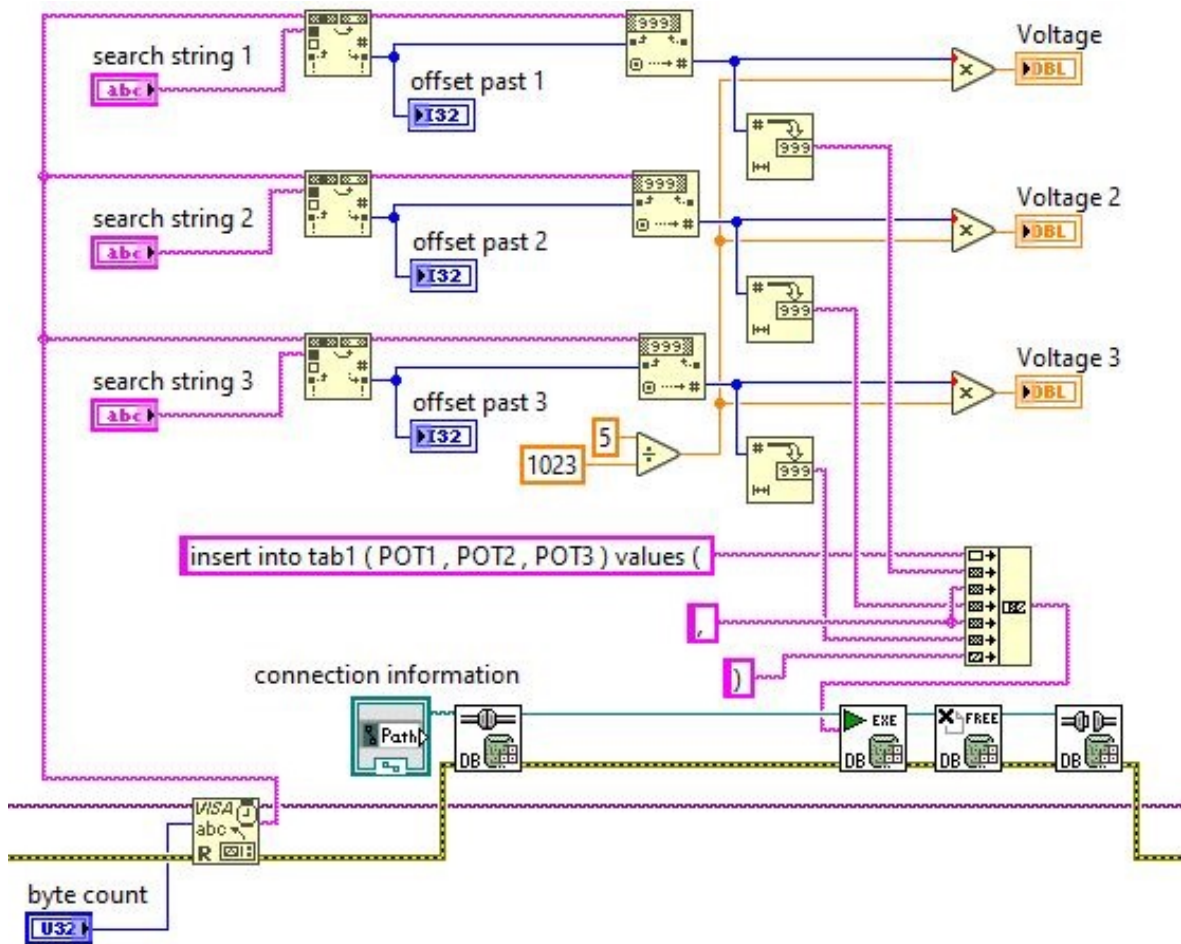 search string 1
abc
offset past 1
I32
#
999
#
#
999
×
Voltage
DBL
search string 2
abc
offset past 2
I32
#
999
#
#
999
×
Voltage 2
DBL
search string 3
abc
offset past 3
I32
#
999
#
#
999
×
Voltage 3
DBL
5
1023
÷
insert into tab1 ( POT1 , POT2 , POT3 ) values (
,
)
connection information
Path
DB
EXE
DB
FREE
DB
DB
VISA
abc
R
byte count
U32